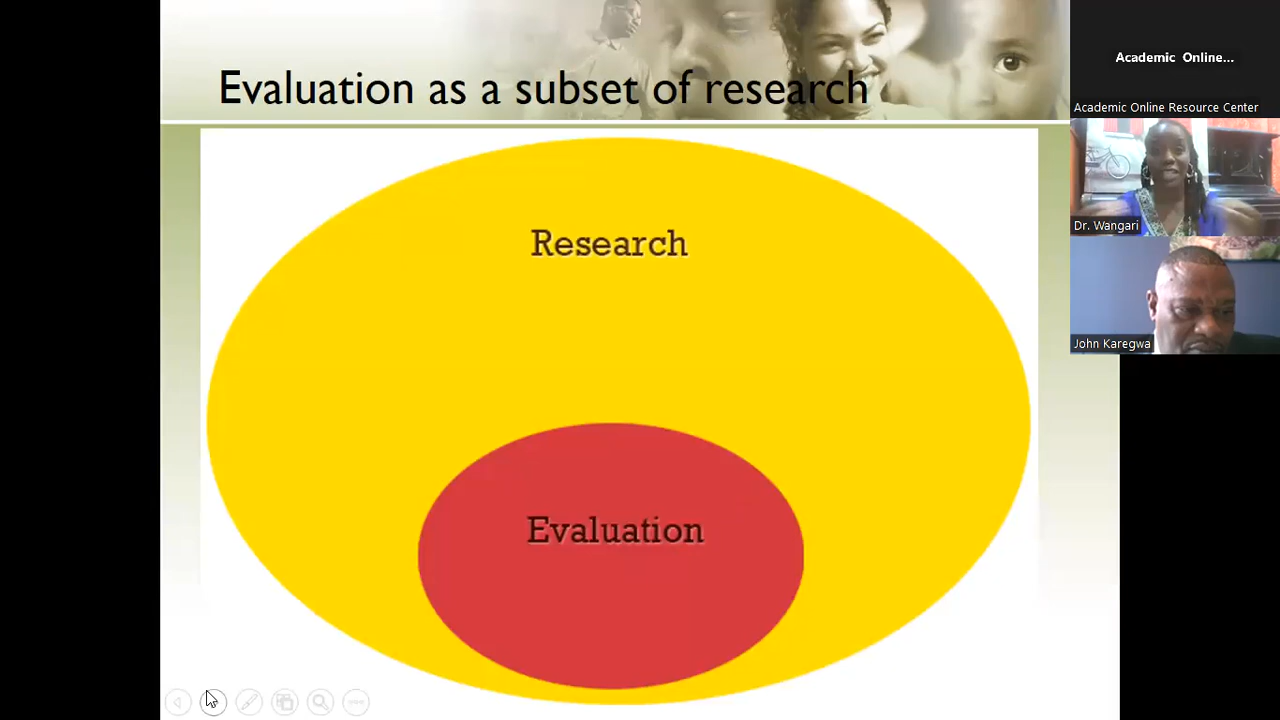 Evaluation as a subset of research
Research
Evaluation
Academic Online...
Academic Online Resource Center
Dr. Wangari
John Karegwa